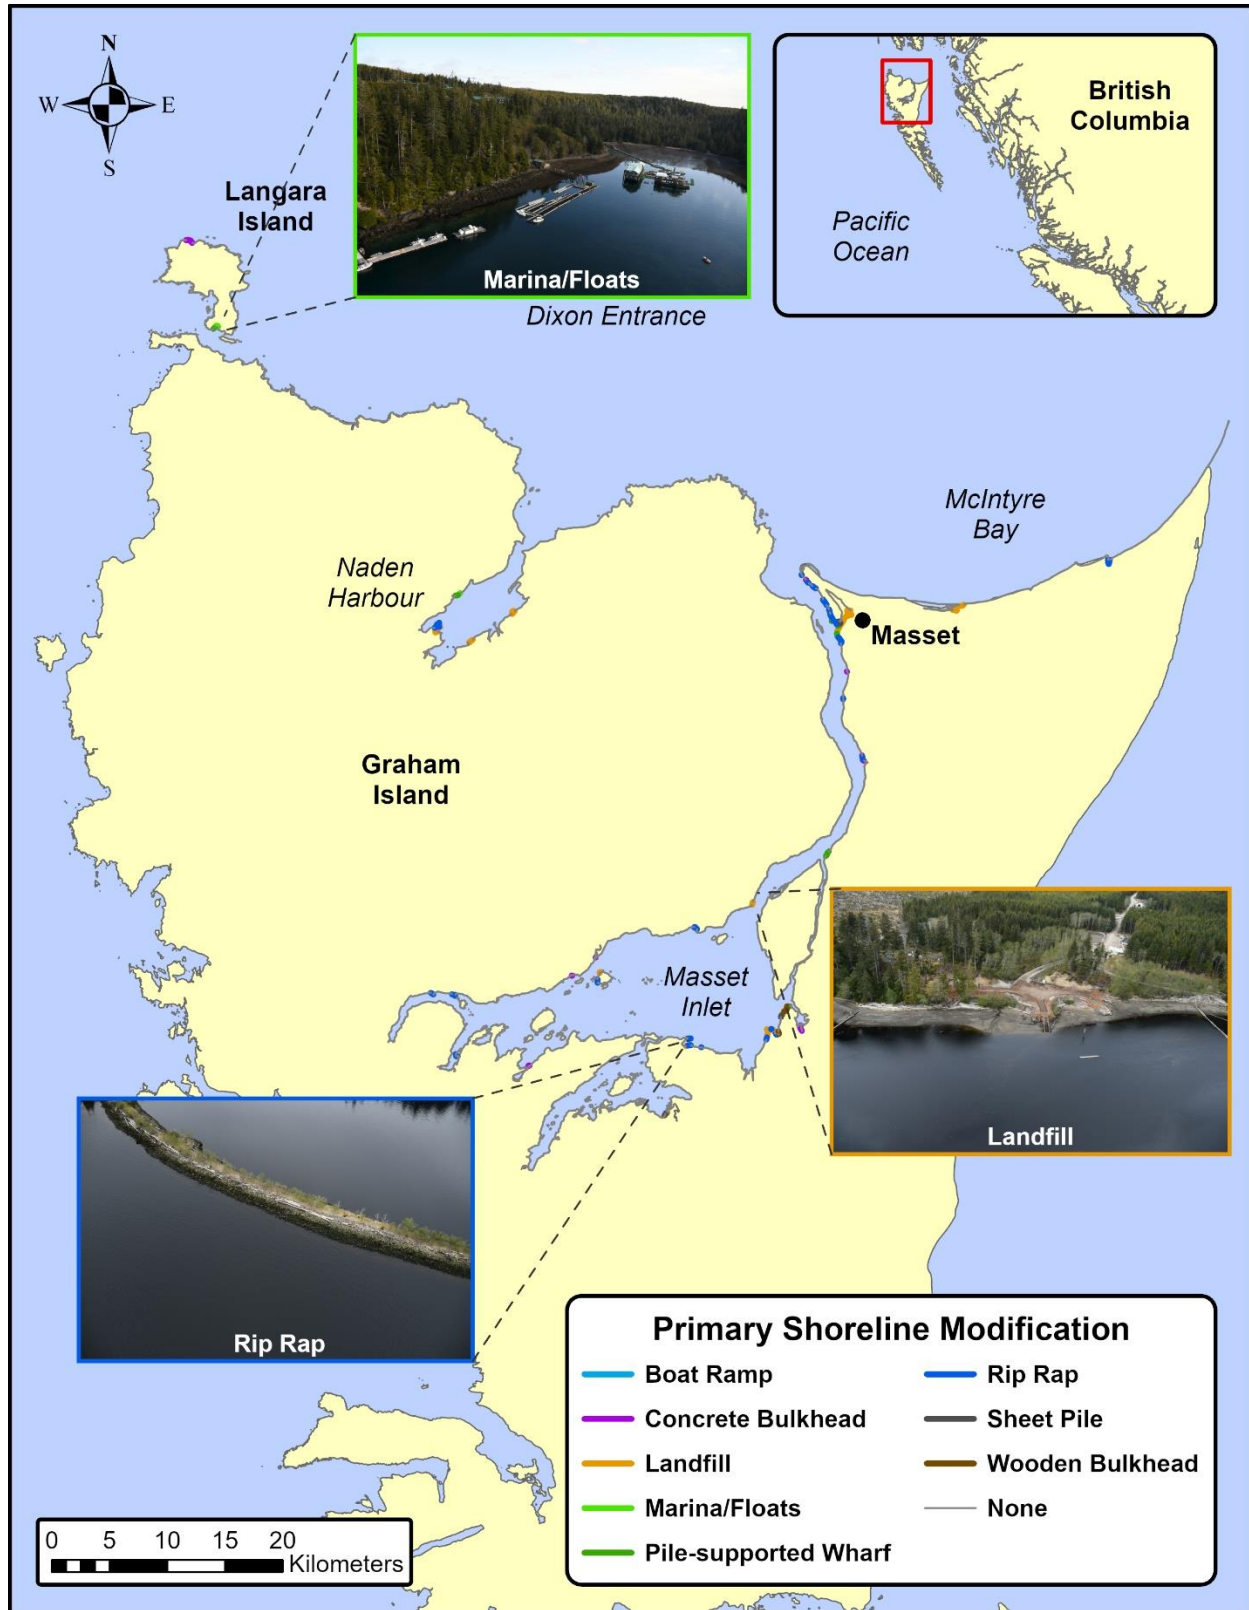 N
W
E
S
Langara
Island
Marina/Floats
Dixon Entrance
British
Columbia
Pacific
Ocean
McIntyre
Bay
Naden
Harbour
Masset
Graham
Island
Masset
Inlet
Landfill
Rip Rap
Primary Shoreline Modification
Boat Ramp
Concrete Bulkhead
Landfill
Marina/Floats
Pile-supported Wharf
Rip Rap
Sheet Pile
Wooden Bulkhead
None
0 5 10 15 20
Kilometers